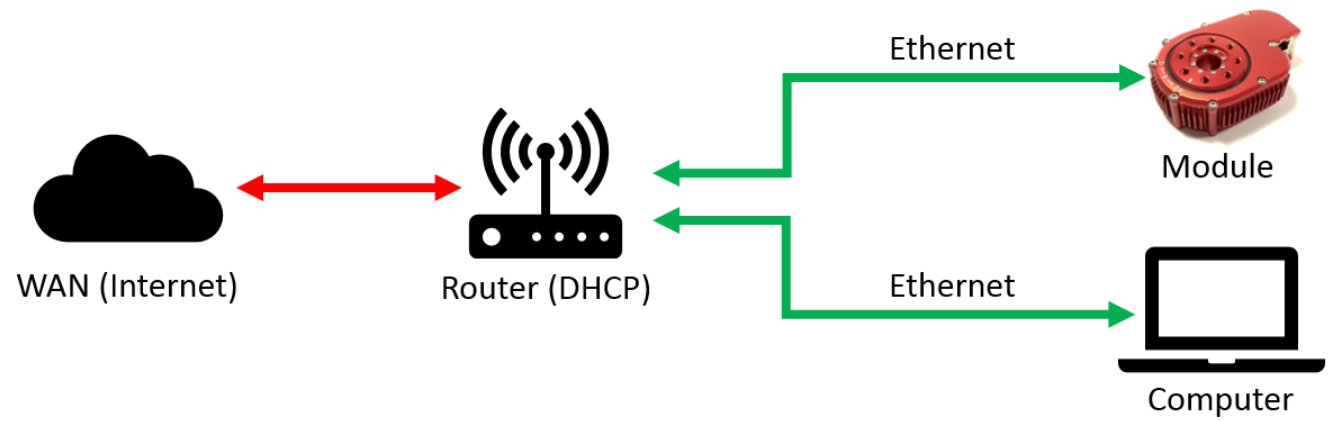 Ethernet
Module
WAN (Internet)
Router (DHCP)
Ethernet
Computer